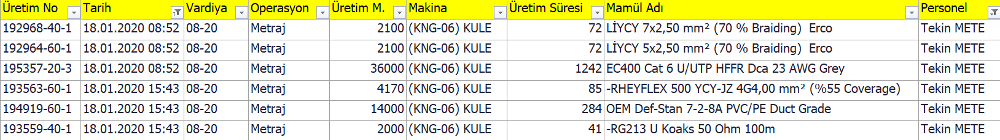 Üretim No Tarih Vardiya Operasyon Üretim M. Makina Üretim Süresi Mamül Adı Personel
192968-40-1 18.01.2020 08:52 08-20 Metraj 2100 (KNG-06) KULE 72 LİYCY 7x2,50 mm² (70 % Braiding)  Erco Tekin METE
192964-60-1 18.01.2020 08:52 08-20 Metraj 2100 (KNG-06) KULE 72 LİYCY 5x2,50 mm² (70 % Braiding)  Erco Tekin METE
195357-20-3 18.01.2020 08:52 08-20 Metraj 36000 (KNG-06) KULE 1242 EC400 Cat 6 U/UTP HFFR Dca 23 AWG Grey Tekin METE
193563-60-1 18.01.2020 15:43 08-20 Metraj 4170 (KNG-06) KULE 85 -RHEYFLEX 500 YCY-JZ 4G4,00 mm² (%55 Coverage) Tekin METE
194919-60-1 18.01.2020 15:43 08-20 Metraj 14000 (KNG-06) KULE 284 OEM Def-Stan 7-2-8A PVC/PE Duct Grade Tekin METE
193559-40-1 18.01.2020 15:43 08-20 Metraj 2000 (KNG-06) KULE 41 -RG213 U Koaks 50 Ohm 100m Tekin METE